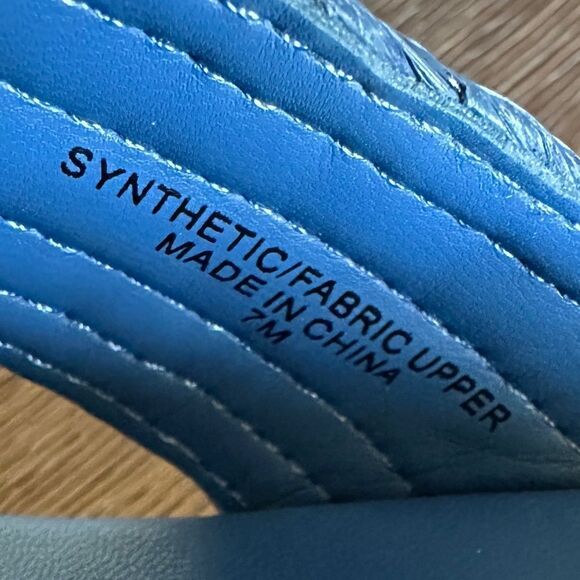 SYNTHETIC/FABRIC UPPER
MADE IN CHINA
7M